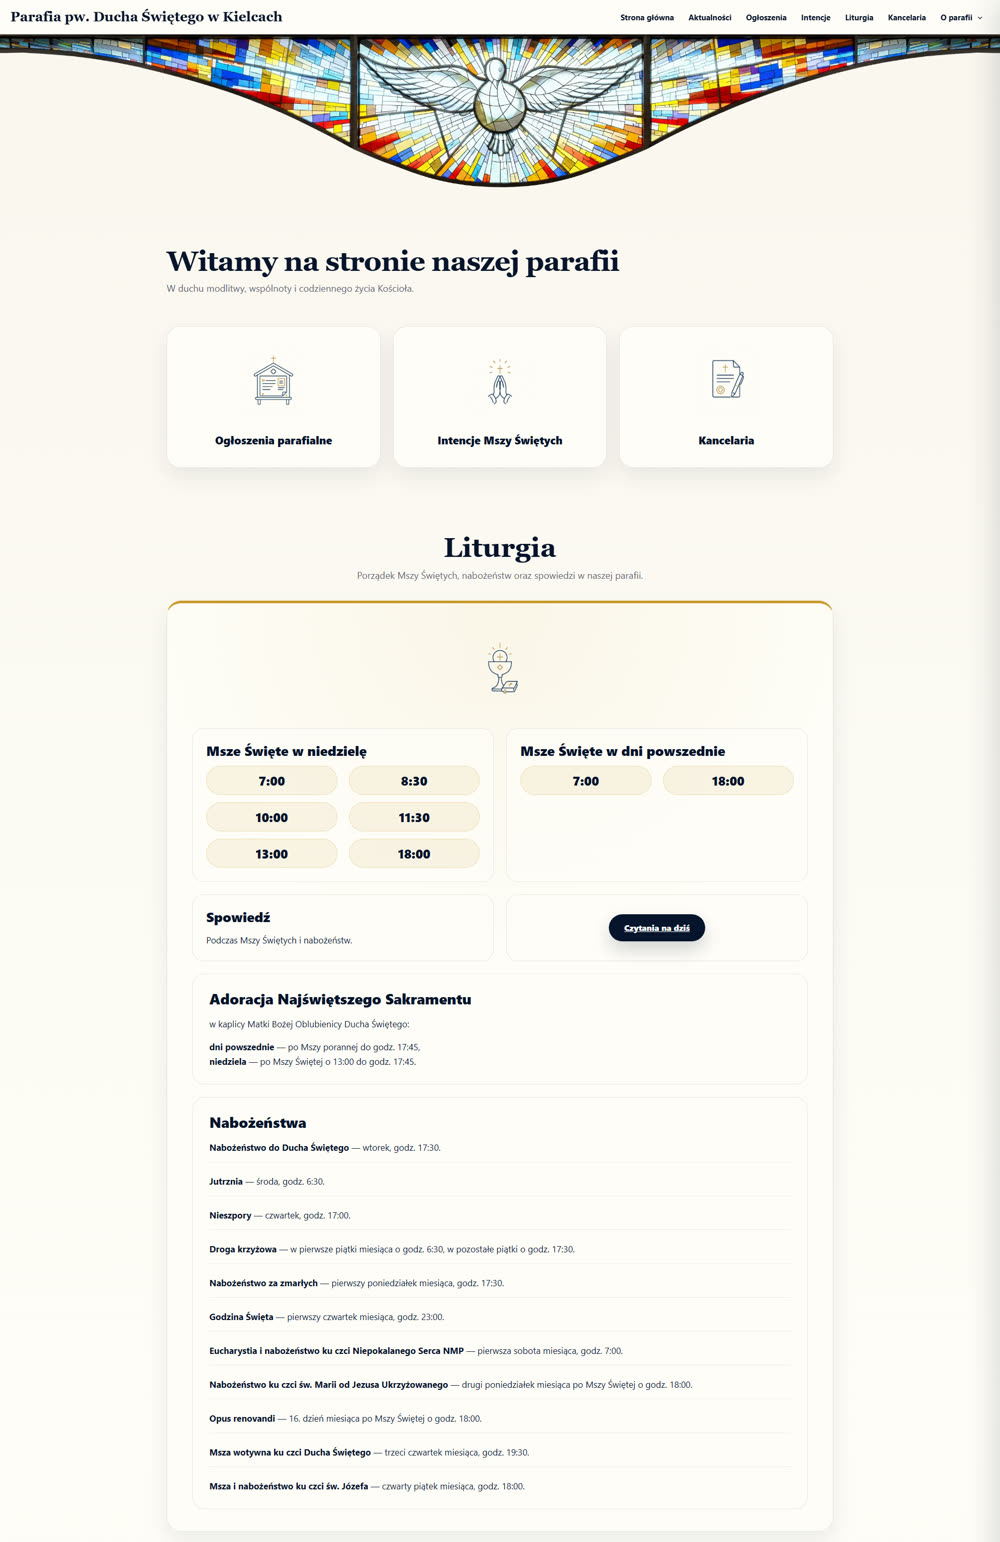 Parafia pw. Ducha Świętego w Kielcach
Strona główna Aktualności Ogłoszenia Intencje Liturgia Kancelaria O parafii
Witamy na stronie naszej parafii
W duchu modlitwy, wspólnoty i codziennego życia Kościoła.
Ogłoszenia parafialne
Intencje Mszy Świętych
Kancelaria
Liturgia
Porządek Mszy Świętych, nabożeństw oraz spowiedzi w naszej parafii.
Msze Święte w niedzielę
7:00 8:30
10:00 11:30
13:00 18:00
Msze Święte w dni powszednie
7:00 18:00
Spowiedź
Podczas Mszy Świętych i nabożeństw.
Czytania na dziś
Adoracja Najświętszego Sakramentu
w kaplicy Matki Bożej Oblubienicy Ducha Świętego:
dni powszednie — po Mszy porannej do godz. 17:45,
niedziela — po Mszy Świętej o 13:00 do godz. 17:45.
Nabożeństwa
Nabożeństwo do Ducha Świętego — wtorek, godz. 17:30.
Jutrznia — środa, godz. 6:30.
Nieszpory — czwartek, godz. 17:00.
Droga krzyżowa — w pierwsze piątki miesiąca o godz. 6:30, w pozostałe piątki o godz. 17:30.
Nabożeństwo za zmarłych — pierwszy poniedziałek miesiąca, godz. 17:30.
Godzina Święta — pierwszy czwartek miesiąca, godz. 23:00.
Eucharystia i nabożeństwo ku czci Niepokalanego Serca NMP — pierwsza sobota miesiąca, godz. 7:00.
Nabożeństwo ku czci św. Marii od Jezusa Ukrzyżowanego — drugi poniedziałek miesiąca po Mszy Świętej o godz. 18:00.
Opus renovandi — 16. dzień miesiąca po Mszy Świętej o godz. 18:00.
Msza wotywna ku czci Ducha Świętego — trzeci czwartek miesiąca, godz. 19:30.
Msza i nabożeństwo ku czci św. Józefa — czwarty piątek miesiąca, godz. 18:00.